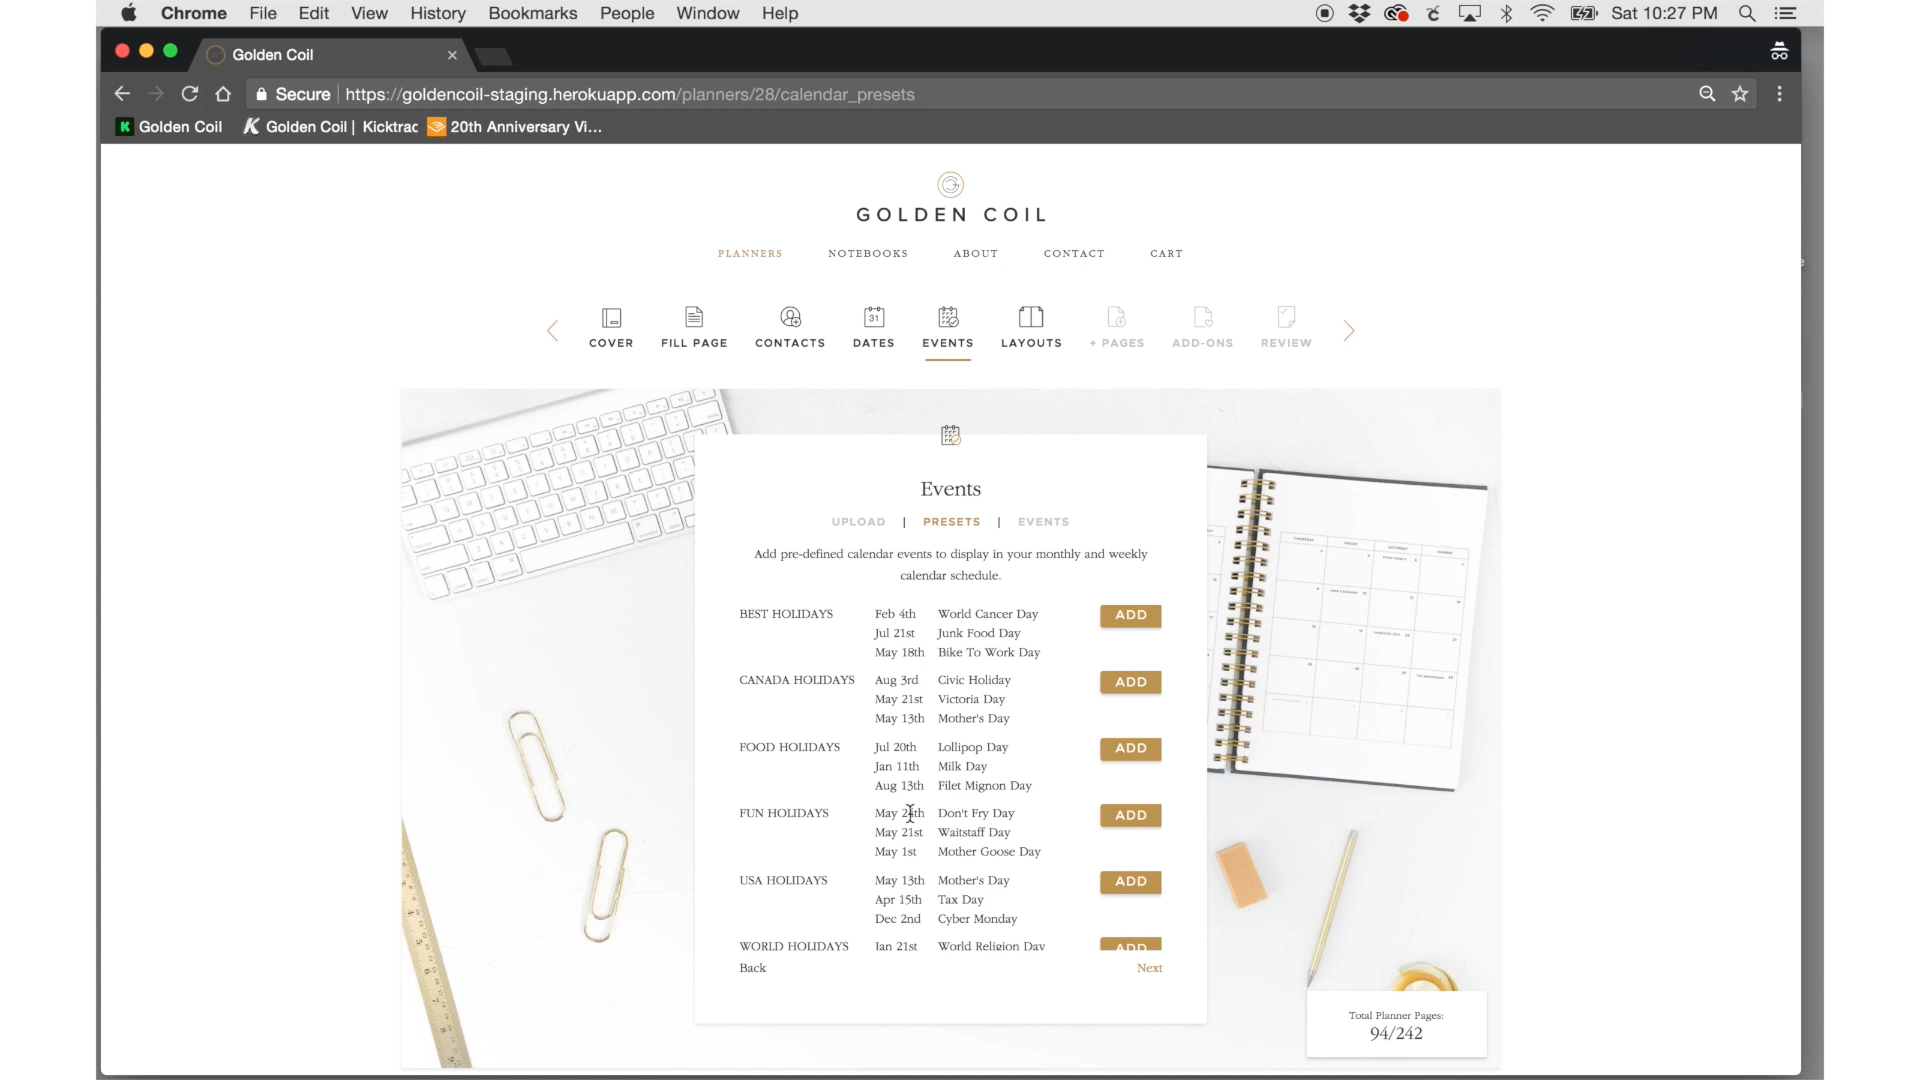 Chrome File Edit View History Bookmarks People Window Help Sat 10:27 PM
Golden Coil
Secure https://goldencoil-staging.herokuapp.com/planners/28/calendar_presets
Golden Coil Golden Coil | Kicktrac 20th Anniversary Vi...
GOLDEN COIL
PLANNERS NOTEBOOKS ABOUT CONTACT CART
31
COVER FILL PAGE CONTACTS DATES EVENTS LAYOUTS + PAGES ADD-ONS REVIEW
Events
UPLOAD | PRESETS | EVENTS
Add pre-defined calendar events to display in your monthly and weekly
calendar schedule.
BEST HOLIDAYS Feb 4th World Cancer Day ADD
Jul 21st Junk Food Day
May 18th Bike To Work Day
CANADA HOLIDAYS Aug 3rd Civic Holiday ADD
May 21st Victoria Day
May 13th Mother's Day
FOOD HOLIDAYS Jul 20th Lollipop Day ADD
Jan 11th Milk Day
Aug 13th Filet Mignon Day
FUN HOLIDAYS May 24th Don't Fry Day ADD
May 21st Waitstaff Day
May 1st Mother Goose Day
USA HOLIDAYS May 13th Mother's Day ADD
Apr 15th Tax Day
Dec 2nd Cyber Monday
WORLD HOLIDAYS Jan 21st World Religion Day ADD
Back Next
Total Planner Pages:
94/242